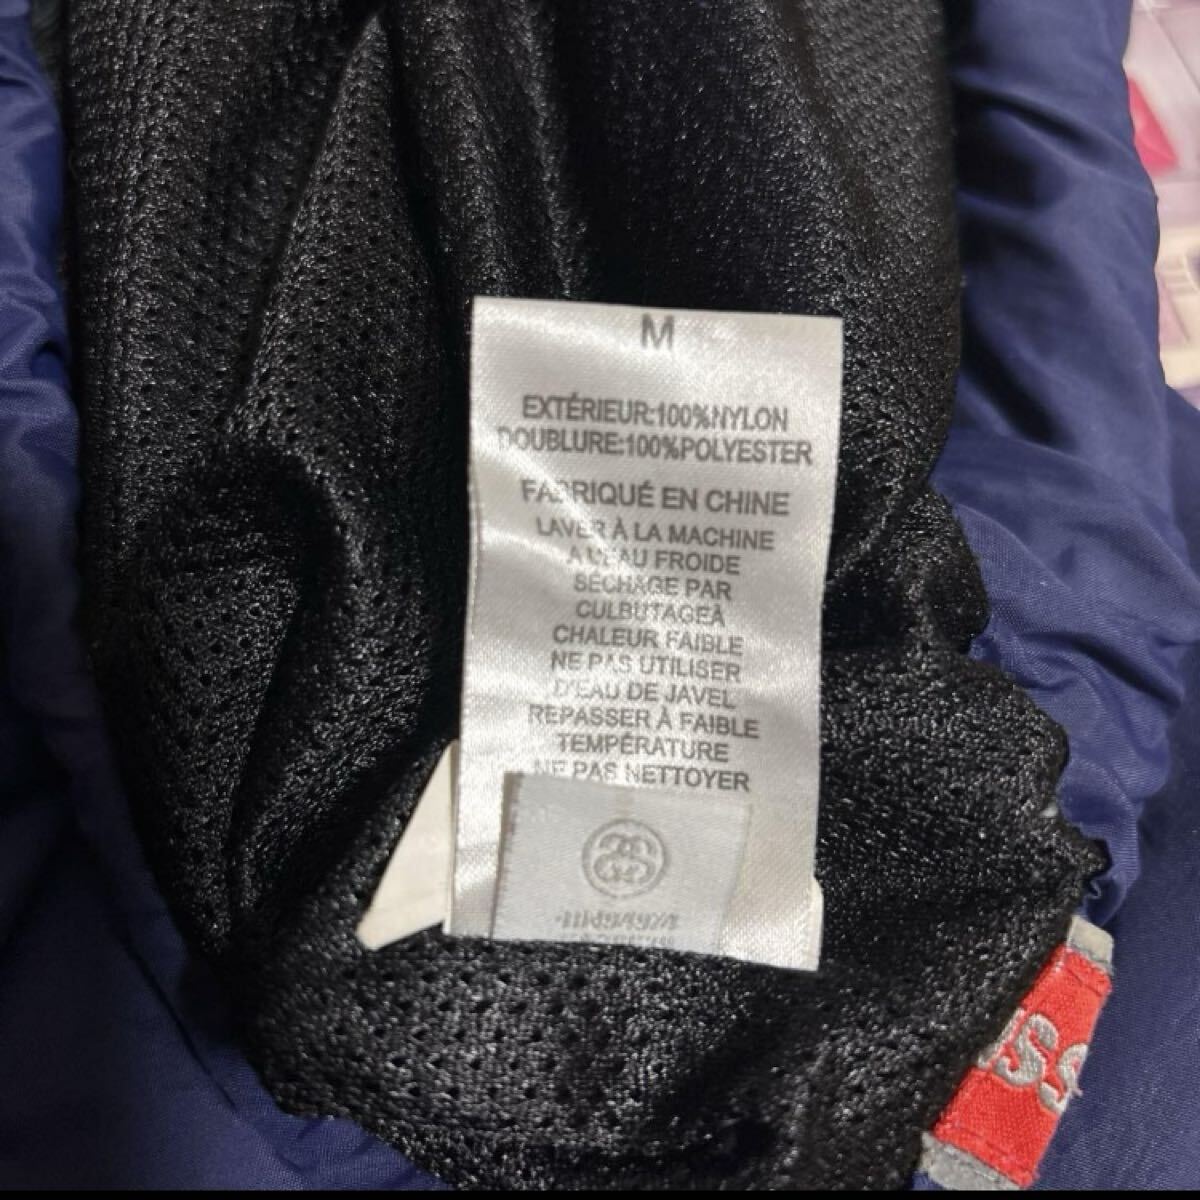 M
EXTÉRIEUR:100%NYLON
DOUBLURE:100%POLYESTER
FABRIQUÉ EN CHINE
LAVER À LA MACHINE
A L'EAU FROIDE
SÉCHAGE PAR
CULBUTAGEÀ
CHALEUR FAIBLE
NE PAS UTILISER
D'EAU DE JAVEL
REPASSER À FAIBLE
TEMPÉRATURE
NE PAS NETTOYER